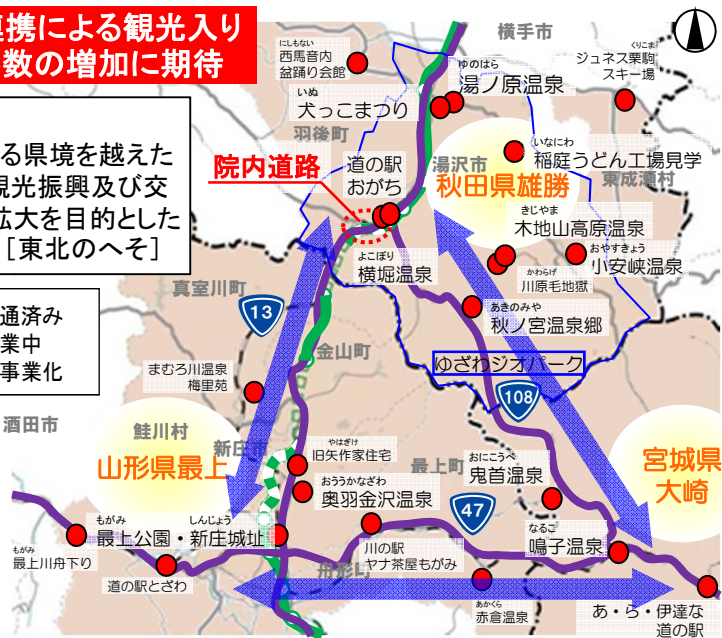 連携による観光入り
数の増加に期待
る県境を越えた
観光振興及び交
拡大を目的とした
[東北のへそ]
通済み
業中
事業化
横手市
にしもない
西馬音内
盆踊り会館
ゆのはら
湯ノ原温泉
いぬ
犬っこまつり
くりこま
ジュネス栗駒
スキー場
羽後町
院内道路
道の駅
おがち
湯沢市
秋田県雄勝
いなにわ
稲庭うどん工場見学
東成瀬村
きじやま
木地山高原温泉
おやすきょう
小安峡温泉
よこぼり
横堀温泉
かわらげ
川原毛地獄
あきのみや
秋ノ宮温泉郷
真室川町
13
金山町
ゆざわジオパーク
108
まむろ川温泉
梅里苑
酒田市
鮭川村
新庄市
山形県最上
やはぎけ
旧矢作家住宅
おううかなざわ
奥羽金沢温泉
最上町
おにこうべ
鬼首温泉
宮城県
大崎
47
もがみ
最上川舟下り
もがみ しんじょう
最上公園・新庄城址
道の駅とざわ
川の駅
ヤナ茶屋もがみ
舟形町
なるこ
鳴子温泉
あかくら
赤倉温泉
あ・ら・伊達な
道の駅